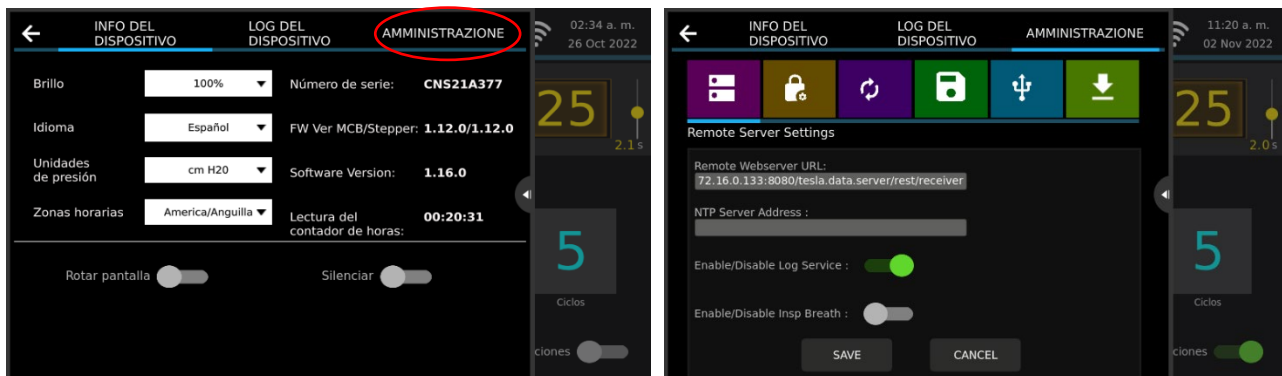 INFO DEL
DISPOSITIVO
LOG DEL
DISPOSITIVO
AMMINISTRAZIONE
02:34 a. m.
26 Oct 2022
Brillo
100%
Número de serie:
CNS21A377
Idioma
Español
FW Ver MCB/Stepper:
1.12.0/1.12.0
Unidades
de presión
cm H20
Software Version:
1.16.0
Zonas horarias
America/Anguilla
Lectura del
contador de horas:
00:20:31
Rotar pantalla
Silenciar
25
2.1 s
5
Ciclos
ciones
INFO DEL
DISPOSITIVO
LOG DEL
DISPOSITIVO
AMMINISTRAZIONE
11:20 a. m.
02 Nov 2022
Remote Server Settings
Remote Webserver URL:
72.16.0.133:8080/tesla.data.server/rest/receiver
NTP Server Address :
Enable/Disable Log Service :
Enable/Disable Insp Breath :
SAVE
CANCEL
25
2.0 s
5
Ciclos
ciones